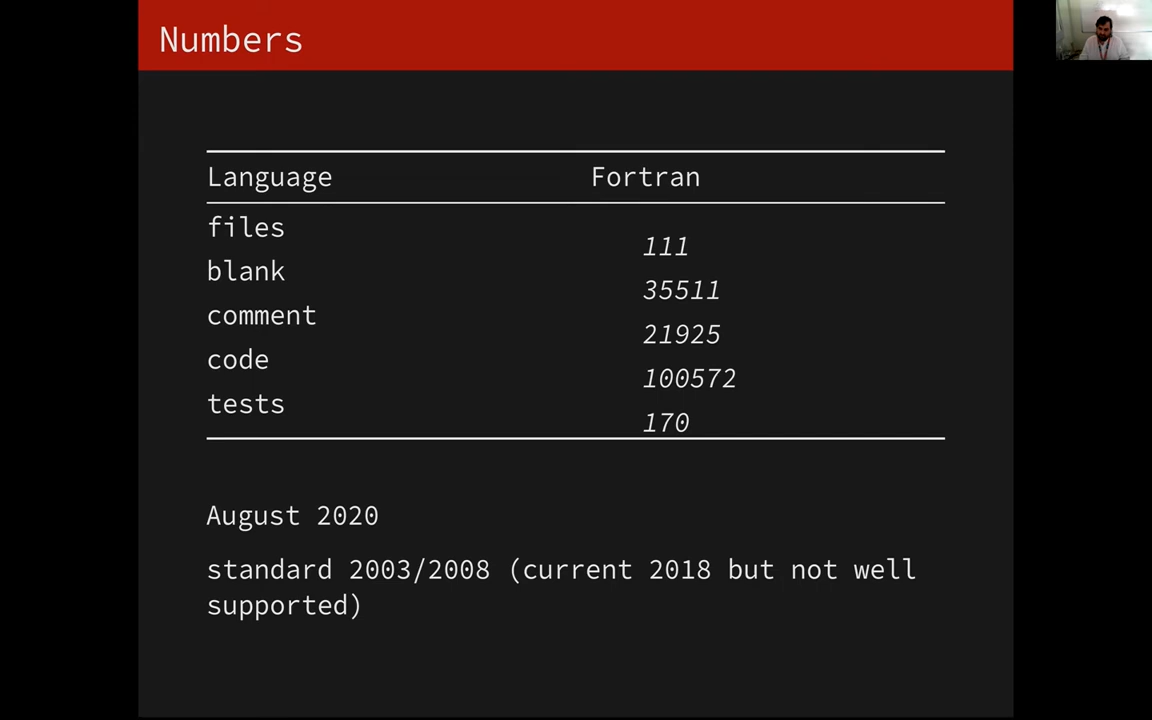 Numbers
Language Fortran
files 111
blank 35511
comment 21925
code 100572
tests 170
August 2020
standard 2003/2008 (current 2018 but not well
supported)